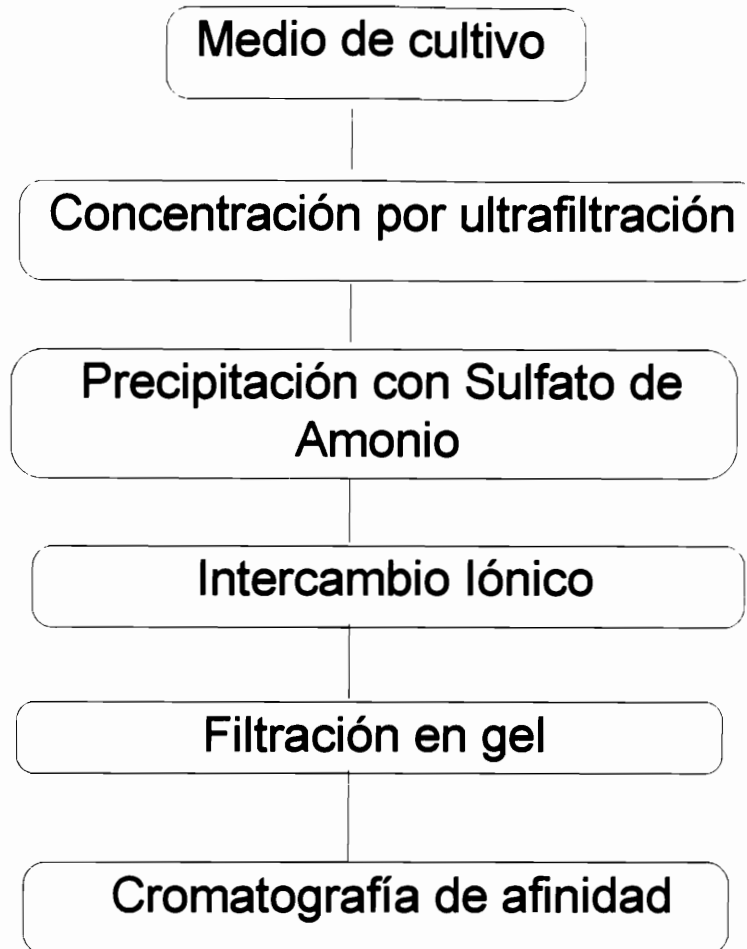 Medio de cultivo
Concentración por ultrafiltración
Precipitación con Sulfato de
Amonio
Intercambio Iónico
Filtración en gel
Cromatografía de afinidad